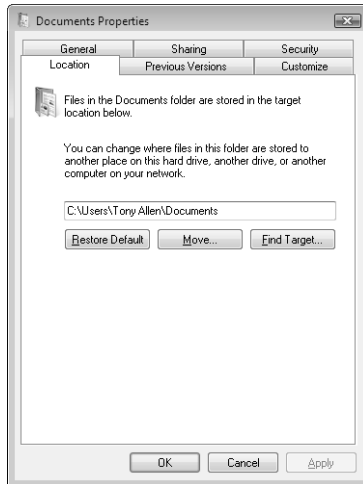 Documents Properties
General Sharing Security
Location Previous Versions Customize
Files in the Documents folder are stored in the target
location below.
You can change where files in this folder are stored to
another place on this hard drive, another drive, or another
computer on your network.
C:\Users\Tony Allen\Documents
Restore Default Move... Find Target...
OK Cancel Apply